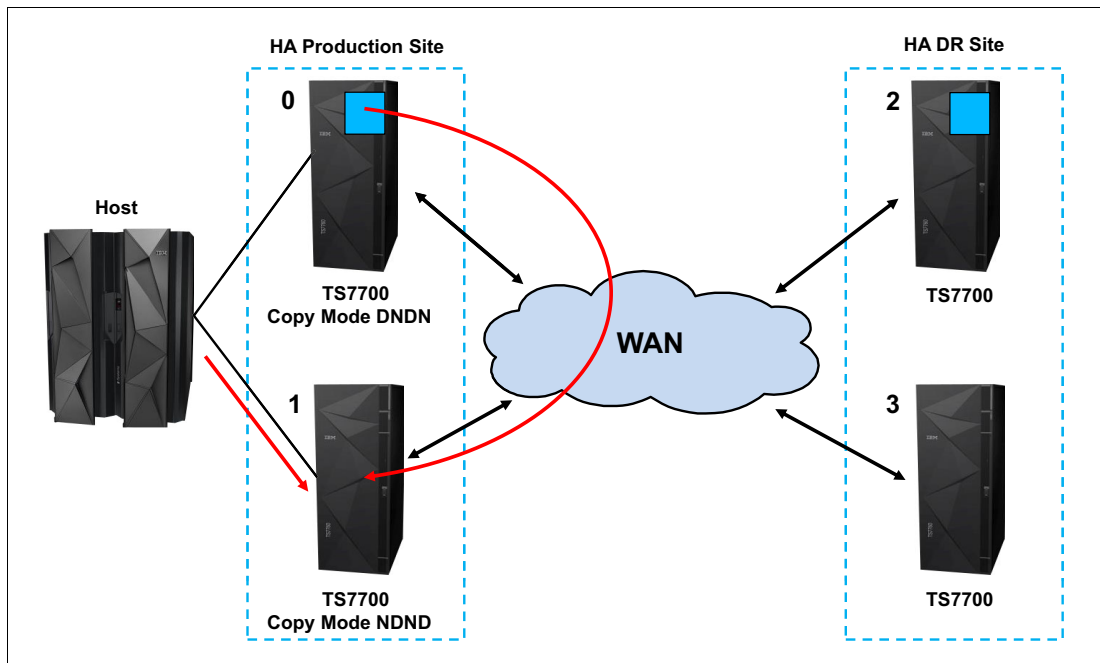 HA Production Site
HA DR Site
0
2
Host
TS7700
Copy Mode DNDN
TS7700
WAN
1
3
TS7700
Copy Mode NDND
TS7700